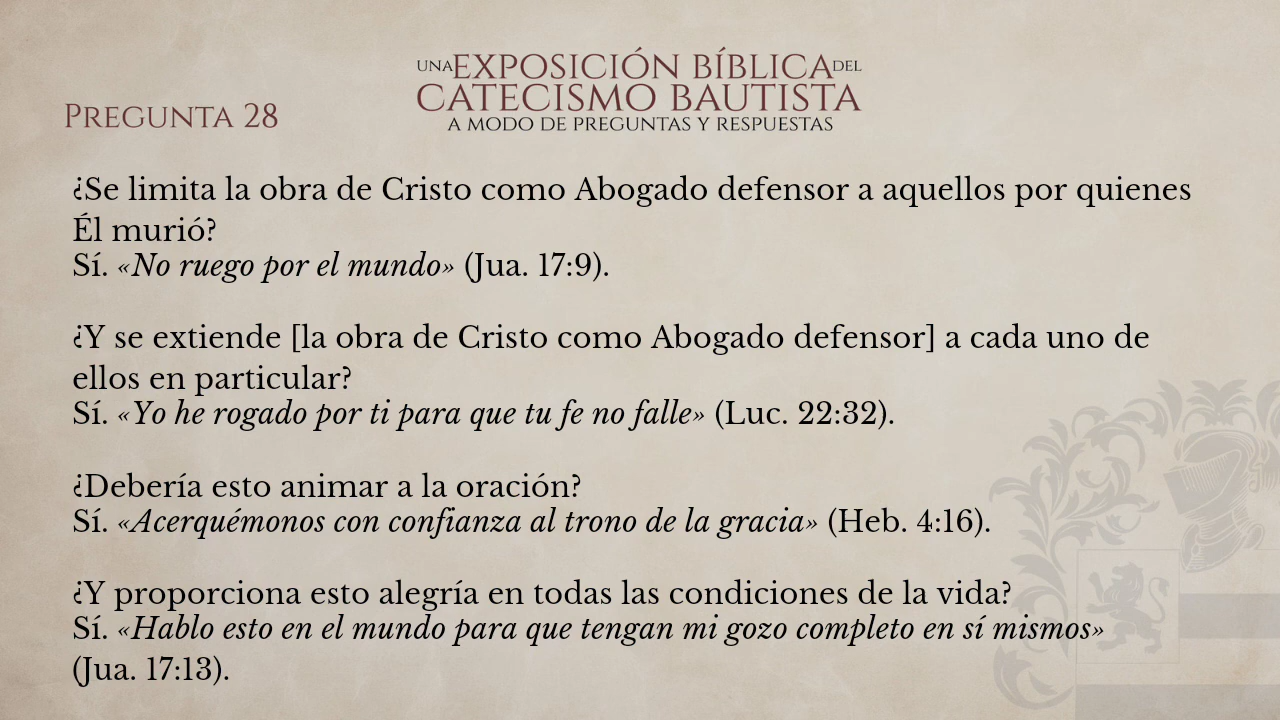 UNA EXPOSICIÓN BÍBLICA DEL
CATECISMO BAUTISTA
A MODO DE PREGUNTAS Y RESPUESTAS
PREGUNTA 28
¿Se limita la obra de Cristo como Abogado defensor a aquellos por quienes
Él murió?
Sí. «No ruego por el mundo» (Jua. 17:9).
¿Y se extiende [la obra de Cristo como Abogado defensor] a cada uno de
ellos en particular?
Sí. «Yo he rogado por ti para que tu fe no falle» (Luc. 22:32).
¿Debería esto animar a la oración?
Sí. «Acerquémonos con confianza al trono de la gracia» (Heb. 4:16).
¿Y proporciona esto alegría en todas las condiciones de la vida?
Sí. «Hablo esto en el mundo para que tengan mi gozo completo en sí mismos»
(Jua. 17:13).